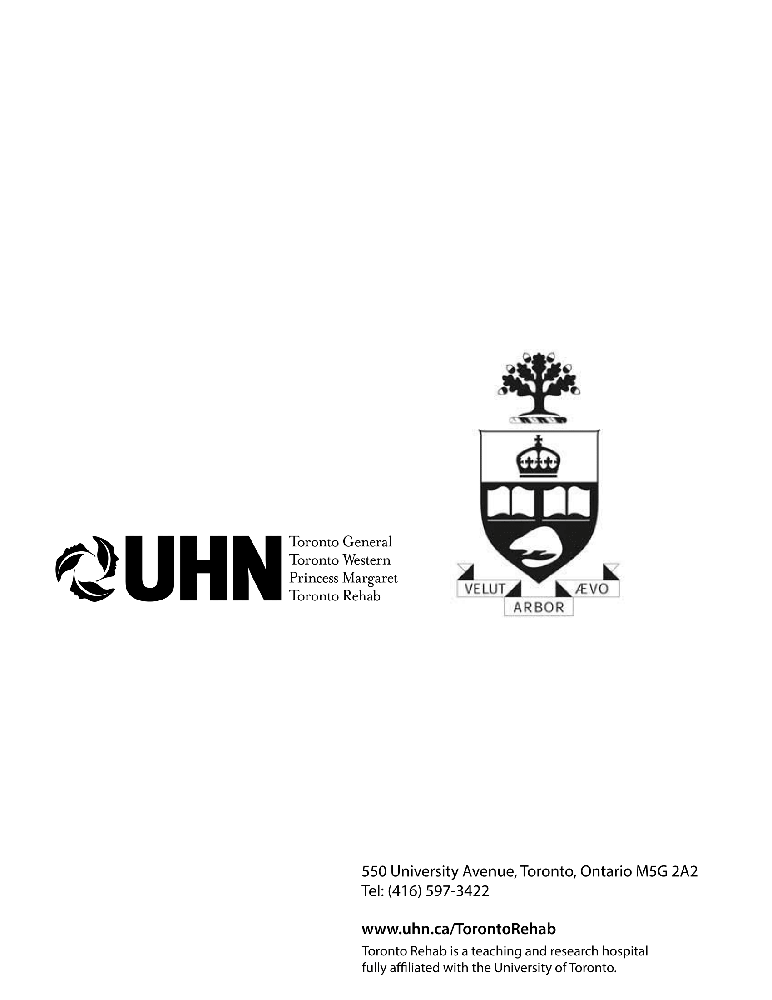 UHN
Toronto General
Toronto Western
Princess Margaret
Toronto Rehab
VELUT ÆVO
ARBOR
550 University Avenue, Toronto, Ontario M5G 2A2
Tel: (416) 597-3422
www.uhn.ca/TorontoRehab
Toronto Rehab is a teaching and research hospital
fully affiliated with the University of Toronto.